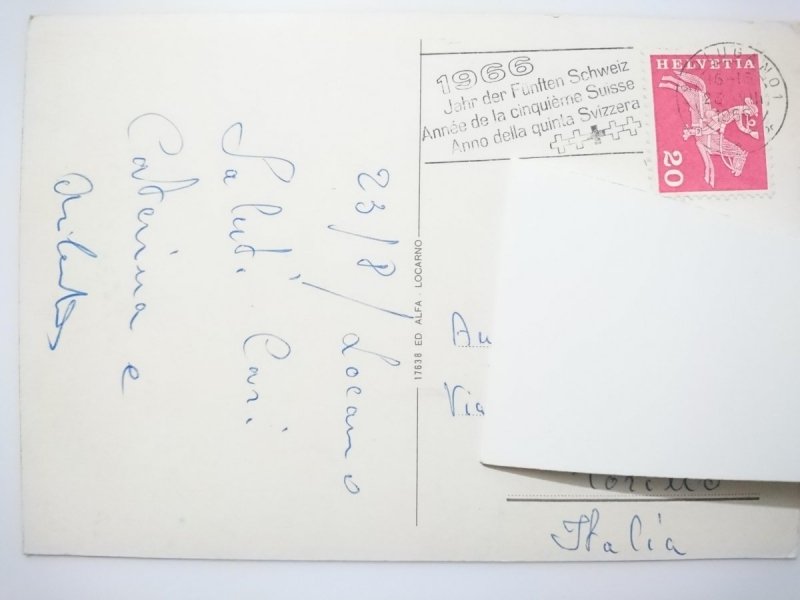 23/8/Locarno
Saluti Cari
Caterina e
17638 ED ALFA LOCARNO
1966
Jahr der Fünften Schweiz
Année de la cinquième Suisse
Anno della quinta Svizzera
HELVETIA
20
Via
Italia